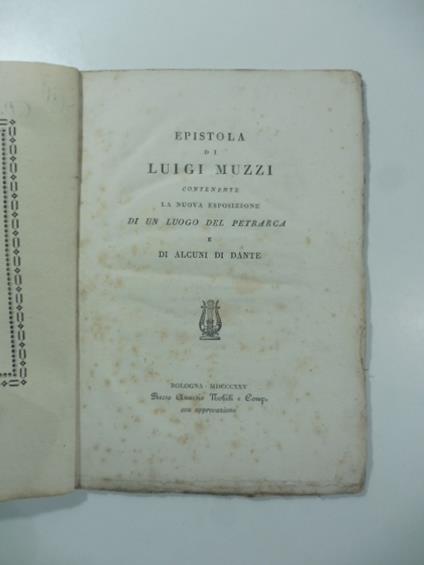 EPISTOLA
DI
LUIGI MUZZI
CONTENENTE
LA NUOVA ESPOSIZIONE
DI UN LUOGO DEL PETRARCA
E
DI ALCUNI DI DANTE
BOLOGNA · MDCCCXXV
Presso Annesio Nobili e Comp.
con approvazione